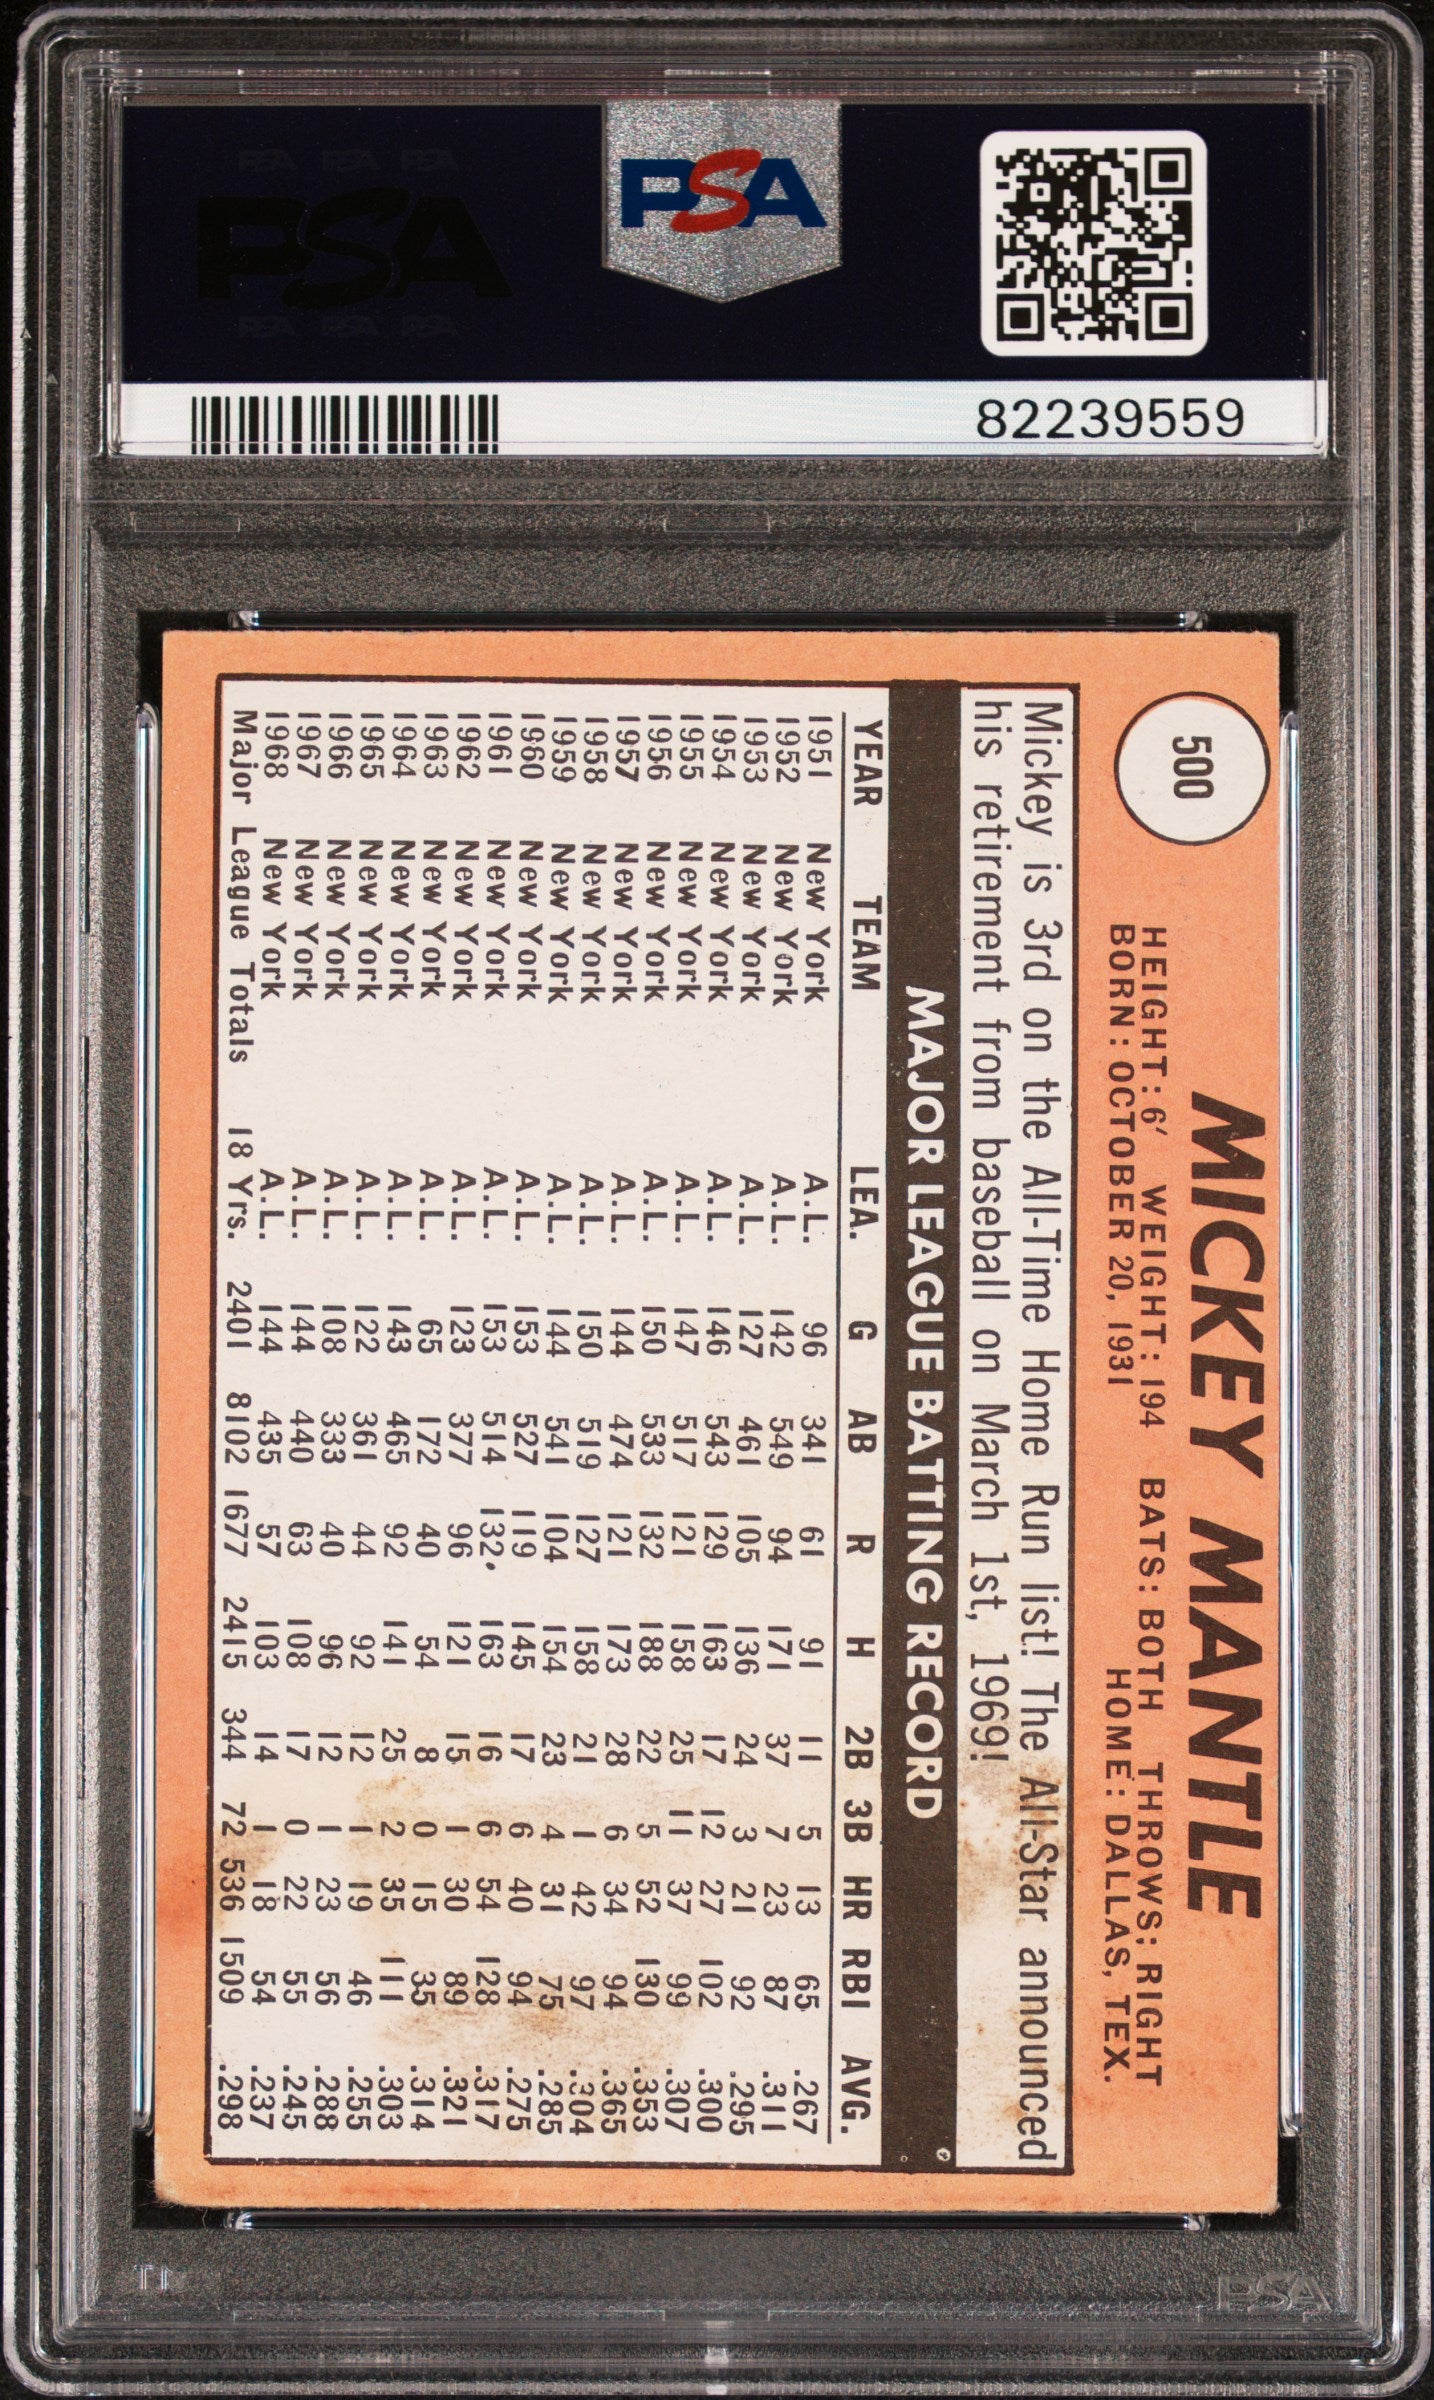 PSA PSA PSA
PSA
PSA PSA PSA
PSA
82239559
500
MICKEY MANTLE
HEIGHT: 6' WEIGHT: 194 BATS: BOTH THROWS: RIGHT
BORN: OCTOBER 20, 1931 HOME: DALLAS, TEX.
Mickey is 3rd on the All-Time Home Run list! The All-Star announced
his retirement from baseball on March 1st, 1969!
MAJOR LEAGUE BATTING RECORD
YEAR TEAM LEA. G AB R H 2B 3B HR RBI AVG.
1951 New York A.L. 96 341 61 91 11 5 13 65 .267
1952 New York A.L. 142 549 94 171 37 7 23 87 .311
1953 New York A.L. 127 461 105 136 24 3 21 92 .295
1954 New York A.L. 146 543 129 163 17 12 27 102 .300
1955 New York A.L. 147 517 121 158 25 11 37 99 .307
1956 New York A.L. 150 533 132 188 22 5 52 130 .353
1957 New York A.L. 144 474 121 173 28 6 34 94 .365
1958 New York A.L. 150 519 127 158 21 1 42 97 .304
1959 New York A.L. 144 541 104 154 23 4 31 75 .285
1960 New York A.L. 153 527 119 145 17 6 40 94 .275
1961 New York A.L. 153 514 132. 163 16 6 54 128 .317
1962 New York A.L. 123 377 96 121 15 1 30 89 .321
1963 New York A.L. 65 172 40 54 8 0 15 35 .314
1964 New York A.L. 143 465 92 141 25 2 35 111 .303
1965 New York A.L. 122 361 44 92 12 1 19 46 .255
1966 New York A.L. 108 333 40 96 12 1 23 56 .288
1967 New York A.L. 144 440 63 108 17 0 22 55 .245
1968 New York A.L. 144 435 57 103 14 1 18 54 .237
Major League Totals 18 Yrs. 2401 8102 1677 2415 344 72 536 1509 .298
PSA